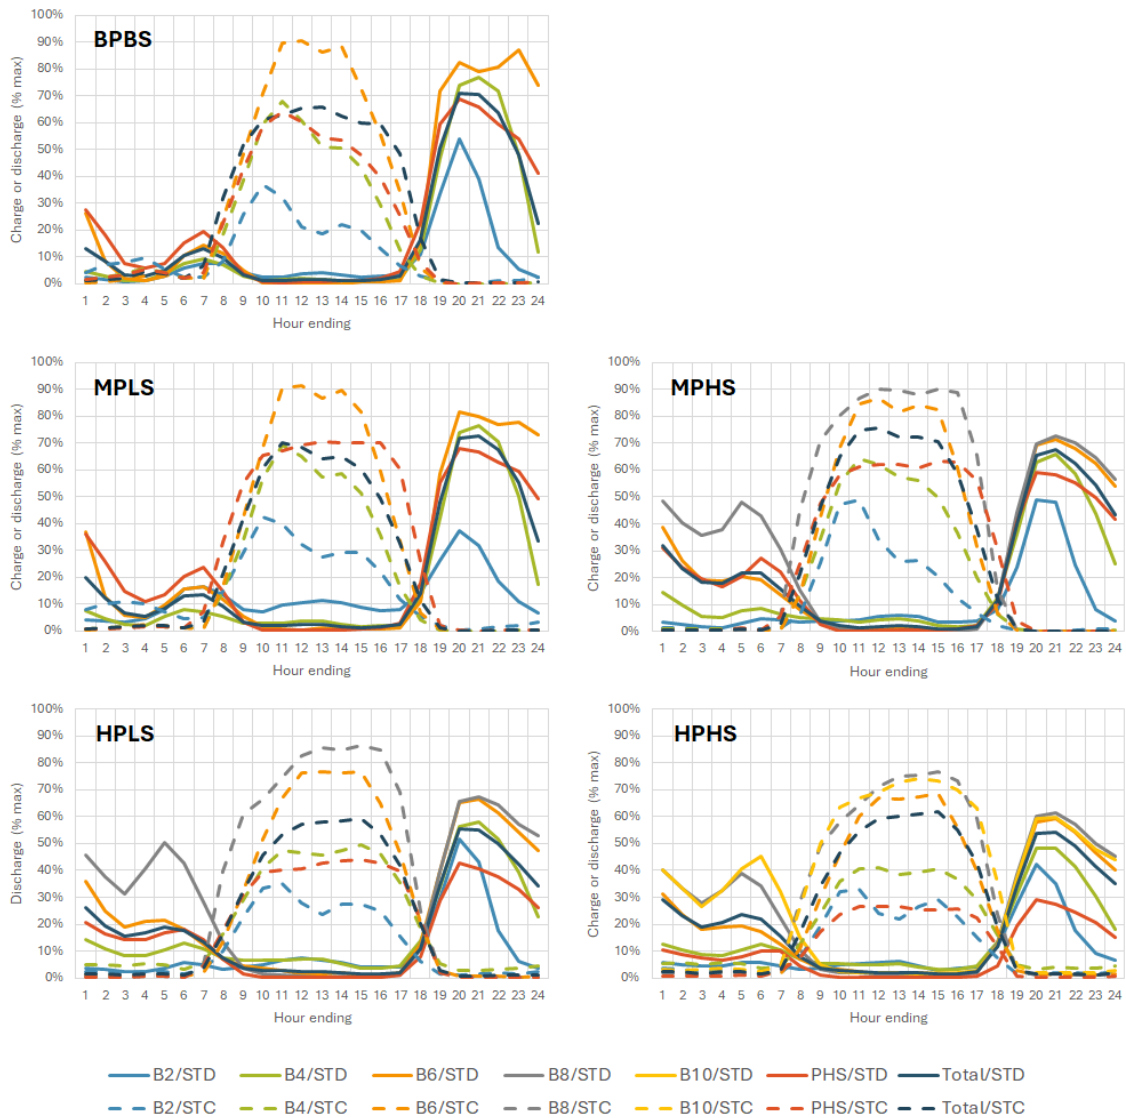 BPBS
Charge or discharge (% max)
100%
90%
80%
70%
60%
50%
40%
30%
20%
10%
0%
1 2 3 4 5 6 7 8 9 10 11 12 13 14 15 16 17 18 19 20 21 22 23 24
Hour ending
MPLS
Charge or discharge (% max)
100%
90%
80%
70%
60%
50%
40%
30%
20%
10%
0%
1 2 3 4 5 6 7 8 9 10 11 12 13 14 15 16 17 18 19 20 21 22 23 24
Hour ending
MPHS
Charge or discharge (% max)
100%
90%
80%
70%
60%
50%
40%
30%
20%
10%
0%
1 2 3 4 5 6 7 8 9 10 11 12 13 14 15 16 17 18 19 20 21 22 23 24
Hour ending
HPLS
Discharge (% max)
100%
90%
80%
70%
60%
50%
40%
30%
20%
10%
0%
1 2 3 4 5 6 7 8 9 10 11 12 13 14 15 16 17 18 19 20 21 22 23 24
Hour ending
HPHS
Charge or discharge (% max)
100%
90%
80%
70%
60%
50%
40%
30%
20%
10%
0%
1 2 3 4 5 6 7 8 9 10 11 12 13 14 15 16 17 18 19 20 21 22 23 24
Hour ending
B2/STD B4/STD B6/STD B8/STD B10/STD PHS/STD Total/STD
B2/STC B4/STC B6/STC B8/STC B10/STC PHS/STC Total/STC